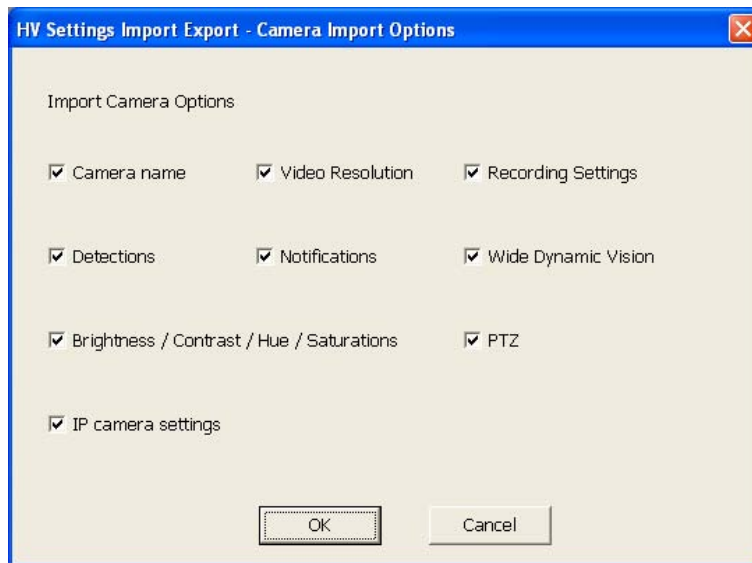 HV Settings Import Export - Camera Import Options
Import Camera Options
Camera name Video Resolution Recording Settings
Detections Notifications Wide Dynamic Vision
Brightness / Contrast / Hue / Saturations PTZ
IP camera settings
OK Cancel